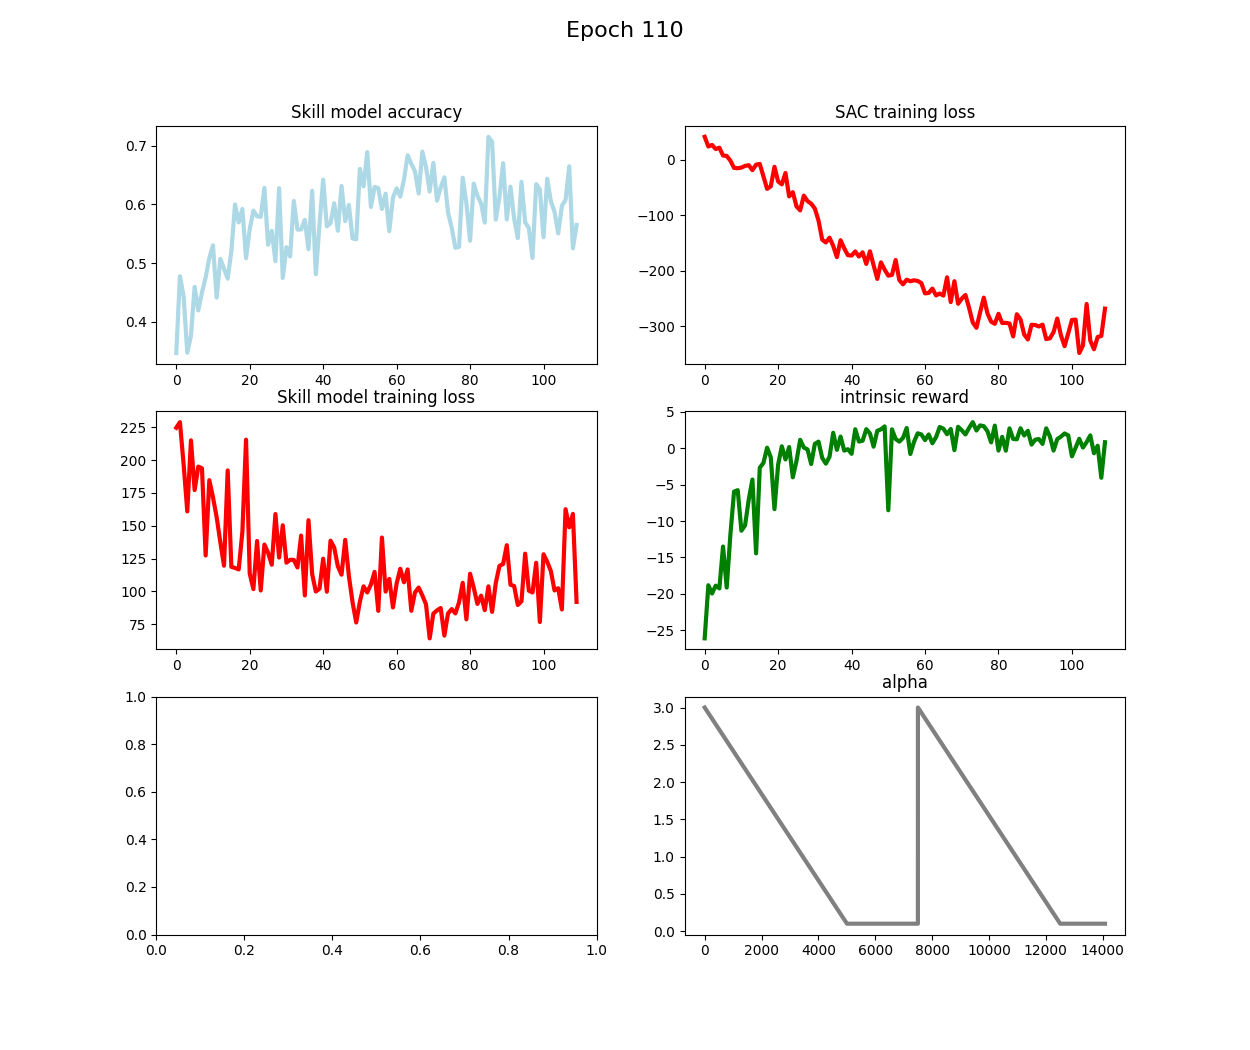 Epoch 110
Skill model accuracy
0.7
0.6
0.5
0.4
0 20 40 60 80 100
SAC training loss
0
−100
−200
−300
0 20 40 60 80 100
Skill model training loss
225
200
175
150
125
100
75
0 20 40 60 80 100
intrinsic reward
5
0
−5
−10
−15
−20
−25
0 20 40 60 80 100
1.0
0.8
0.6
0.4
0.2
0.0
0.0 0.2 0.4 0.6 0.8 1.0
alpha
3.0
2.5
2.0
1.5
1.0
0.5
0.0
0 2000 4000 6000 8000 10000 12000 14000